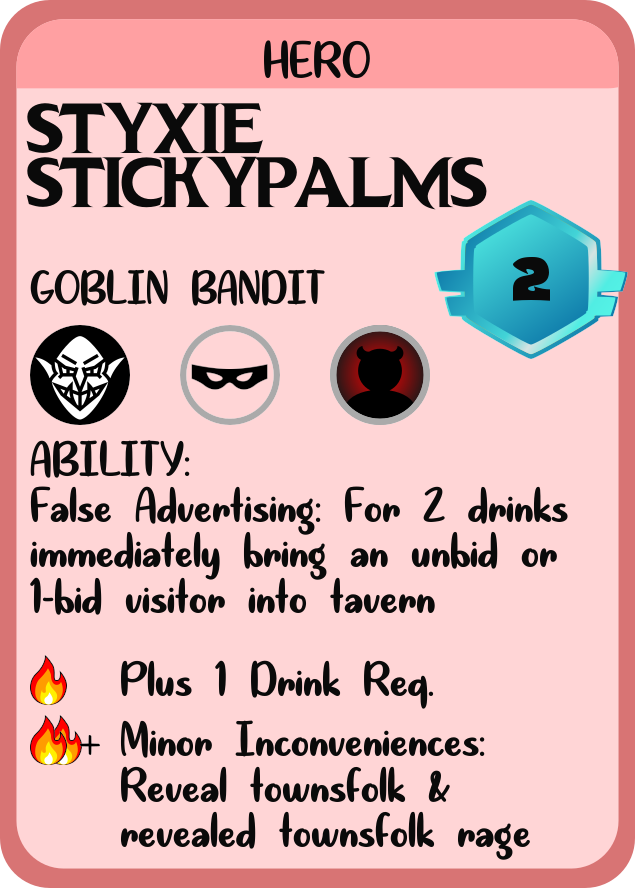 HERO
STYXIE
STICKYPALMS
2
GOBLIN BANDIT
ABILITY:
False Advertising: For 2 drinks
immediately bring an unbid or
1-bid visitor into tavern
Plus 1 Drink Req.
+ Minor Inconveniences:
Reveal townsfolk &
revealed townsfolk rage